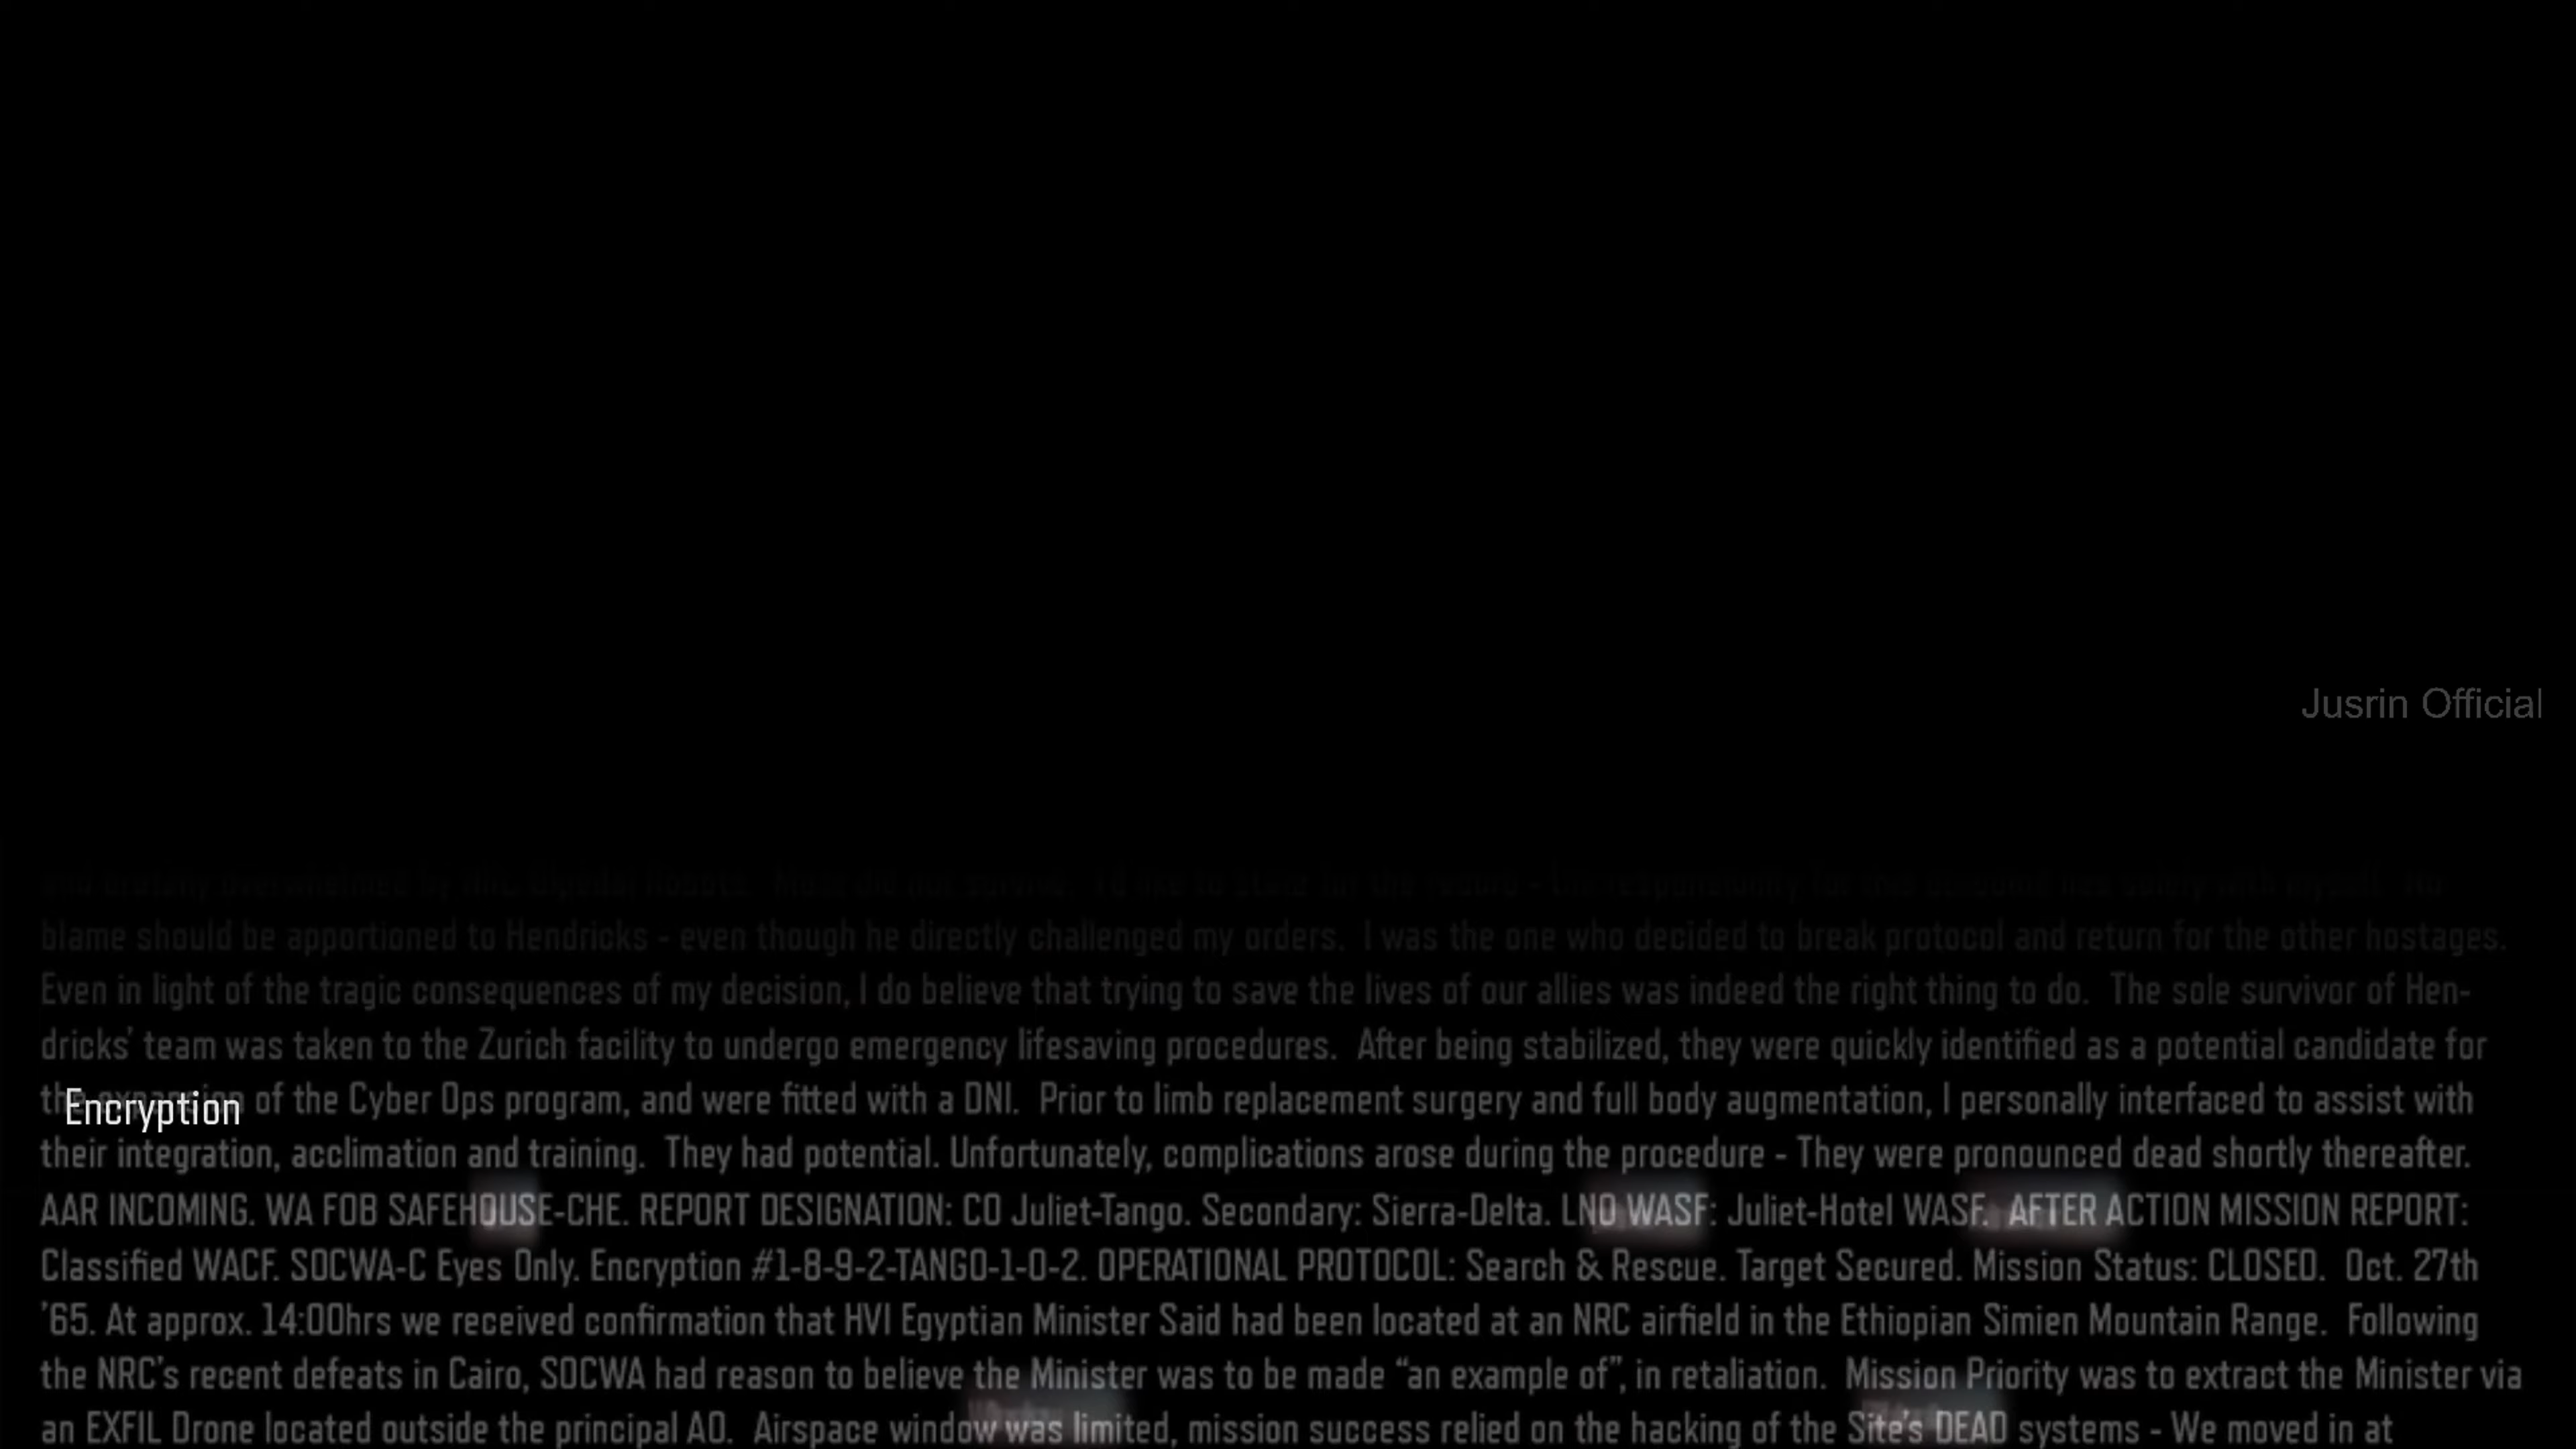 Jusrin Official
blame should be apportioned to Hendricks - even though he directly challenged my orders.  I was the one who decided to break protocol and return for the other hostages.
Even in light of the tragic consequences of my decision, I do believe that trying to save the lives of our allies was indeed the right thing to do.  The sole survivor of Hen-
dricks’ team was taken to the Zurich facility to undergo emergency lifesaving procedures.  After being stabilized, they were quickly identified as a potential candidate for
of the Cyber Ops program, and were fitted with a DNI.  Prior to limb replacement surgery and full body augmentation, I personally interfaced to assist with
Encryption
their integration, acclimation and training.  They had potential. Unfortunately, complications arose during the procedure - They were pronounced dead shortly thereafter.
AAR INCOMING. WA FOB SAFEHOUSE-CHE. REPORT DESIGNATION: CO Juliet-Tango. Secondary: Sierra-Delta. LNO WASF: Juliet-Hotel WASF.  AFTER ACTION MISSION REPORT:
Classified WACF. SOCWA-C Eyes Only. Encryption #1-8-9-2-TANGO-1-0-2. OPERATIONAL PROTOCOL: Search & Rescue. Target Secured. Mission Status: CLOSED.  Oct. 27th
’65. At approx. 14:00hrs we received confirmation that HVI Egyptian Minister Said had been located at an NRC airfield in the Ethiopian Simien Mountain Range.  Following
the NRC’s recent defeats in Cairo, SOCWA had reason to believe the Minister was to be made “an example of”, in retaliation.  Mission Priority was to extract the Minister via
an EXFIL Drone located outside the principal AO.  Airspace window was limited, mission success relied on the hacking of the Site’s DEAD systems - We moved in at